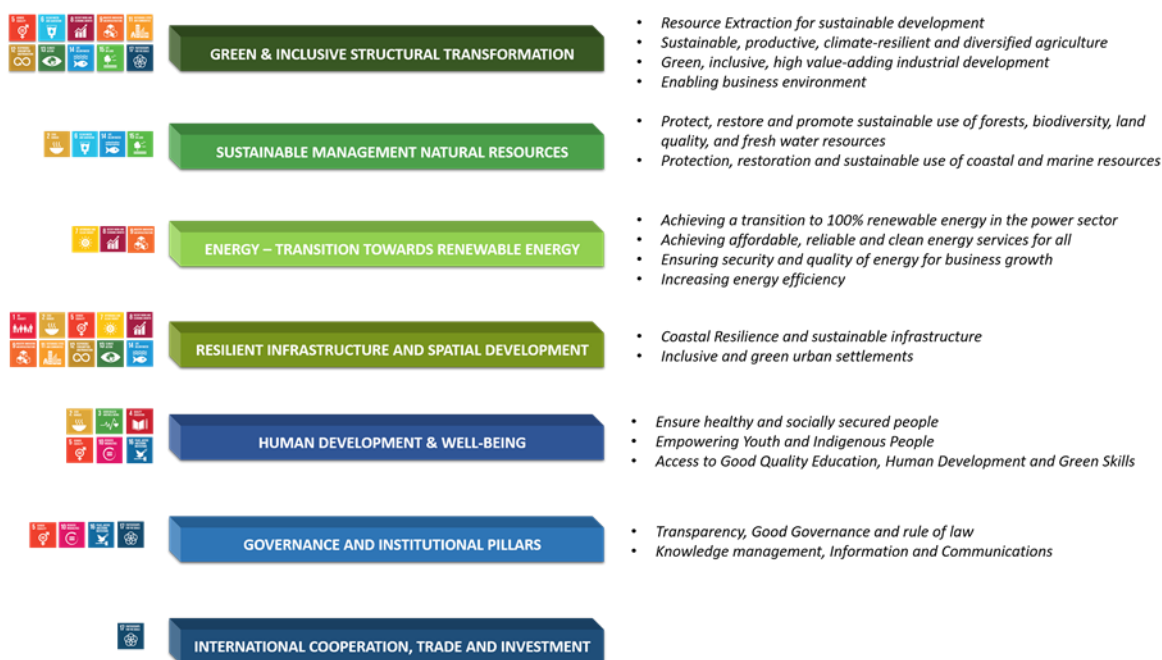 GREEN & INCLUSIVE STRUCTURAL TRANSFORMATION
• Resource Extraction for sustainable development
• Sustainable, productive, climate-resilient and diversified agriculture
• Green, inclusive, high value-adding industrial development
• Enabling business environment
SUSTAINABLE MANAGEMENT NATURAL RESOURCES
• Protect, restore and promote sustainable use of forests, biodiversity, land
quality, and fresh water resources
• Protection, restoration and sustainable use of coastal and marine resources
ENERGY – TRANSITION TOWARDS RENEWABLE ENERGY
• Achieving a transition to 100% renewable energy in the power sector
• Achieving affordable, reliable and clean energy services for all
• Ensuring security and quality of energy for business growth
• Increasing energy efficiency
RESILIENT INFRASTRUCTURE AND SPATIAL DEVELOPMENT
• Coastal Resilience and sustainable infrastructure
• Inclusive and green urban settlements
HUMAN DEVELOPMENT & WELL-BEING
• Ensure healthy and socially secured people
• Empowering Youth and Indigenous People
• Access to Good Quality Education, Human Development and Green Skills
GOVERNANCE AND INSTITUTIONAL PILLARS
• Transparency, Good Governance and rule of law
• Knowledge management, Information and Communications
INTERNATIONAL COOPERATION, TRADE AND INVESTMENT